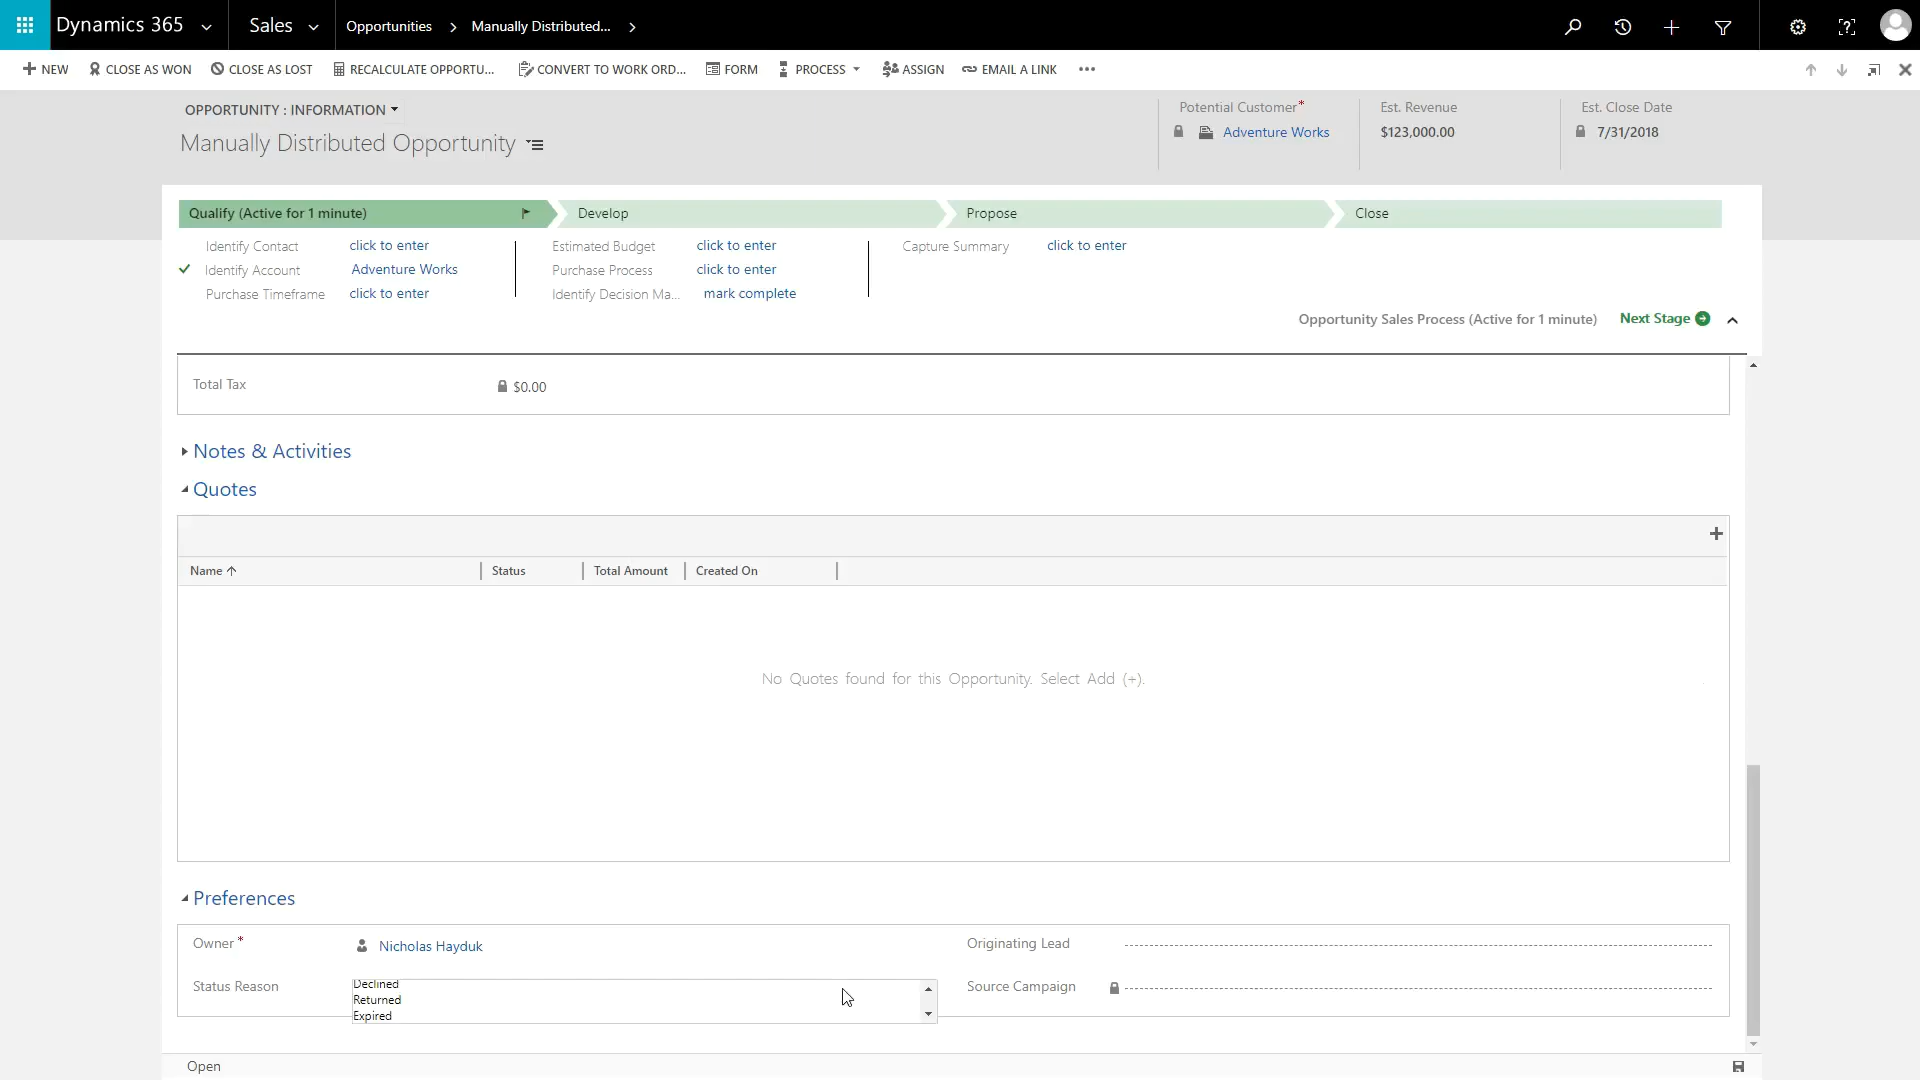 Dynamics 365 Sales Opportunities Manually Distributed...
NEW CLOSE AS WON CLOSE AS LOST RECALCULATE OPPORTU... CONVERT TO WORK ORD... FORM PROCESS ASSIGN EMAIL A LINK
OPPORTUNITY : INFORMATION
Manually Distributed Opportunity
Potential Customer* Est. Revenue Est. Close Date
Adventure Works $123,000.00 7/31/2018
Qualify (Active for 1 minute) Develop Propose Close
Identify Contact click to enter Estimated Budget click to enter Capture Summary click to enter
Identify Account Adventure Works Purchase Process click to enter
Purchase Timeframe click to enter Identify Decision Ma... mark complete
Opportunity Sales Process (Active for 1 minute) Next Stage
Total Tax $0.00
Notes & Activities
Quotes
Name Status Total Amount Created On
No Quotes found for this Opportunity. Select Add (+).
Preferences
Owner* Nicholas Hayduk Originating Lead
Status Reason Declined Source Campaign
Returned
Expired
Open